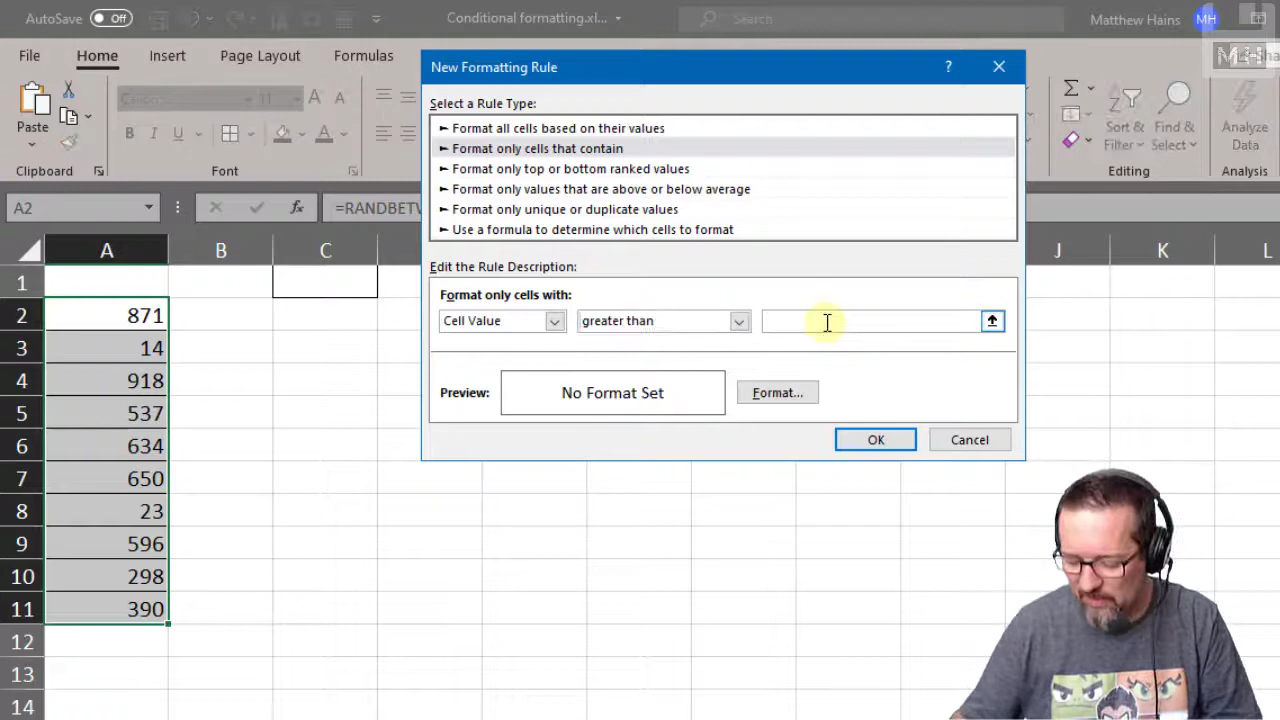 AutoSave Off Conditional formatting.xl... Search Matthew Hains MH
MH Sha
File Home Insert Page Layout Formulas
New Formatting Rule ?
Select a Rule Type:
► Format all cells based on their values
► Format only cells that contain
► Format only top or bottom ranked values
► Format only values that are above or below average
► Format only unique or duplicate values
► Use a formula to determine which cells to format
Edit the Rule Description:
Format only cells with:
Cell Value greater than
Preview: No Format Set Format...
OK Cancel
Paste
11
B I U A
Clipboard Font
Sort & Filter Find & Select Analyze Data
Editing
A2 fx =RANDBETW
A B C J K L
1
2 871
3 14
4 918
5 537
6 634
7 650
8 23
9 596
10 298
11 390
12
13
14